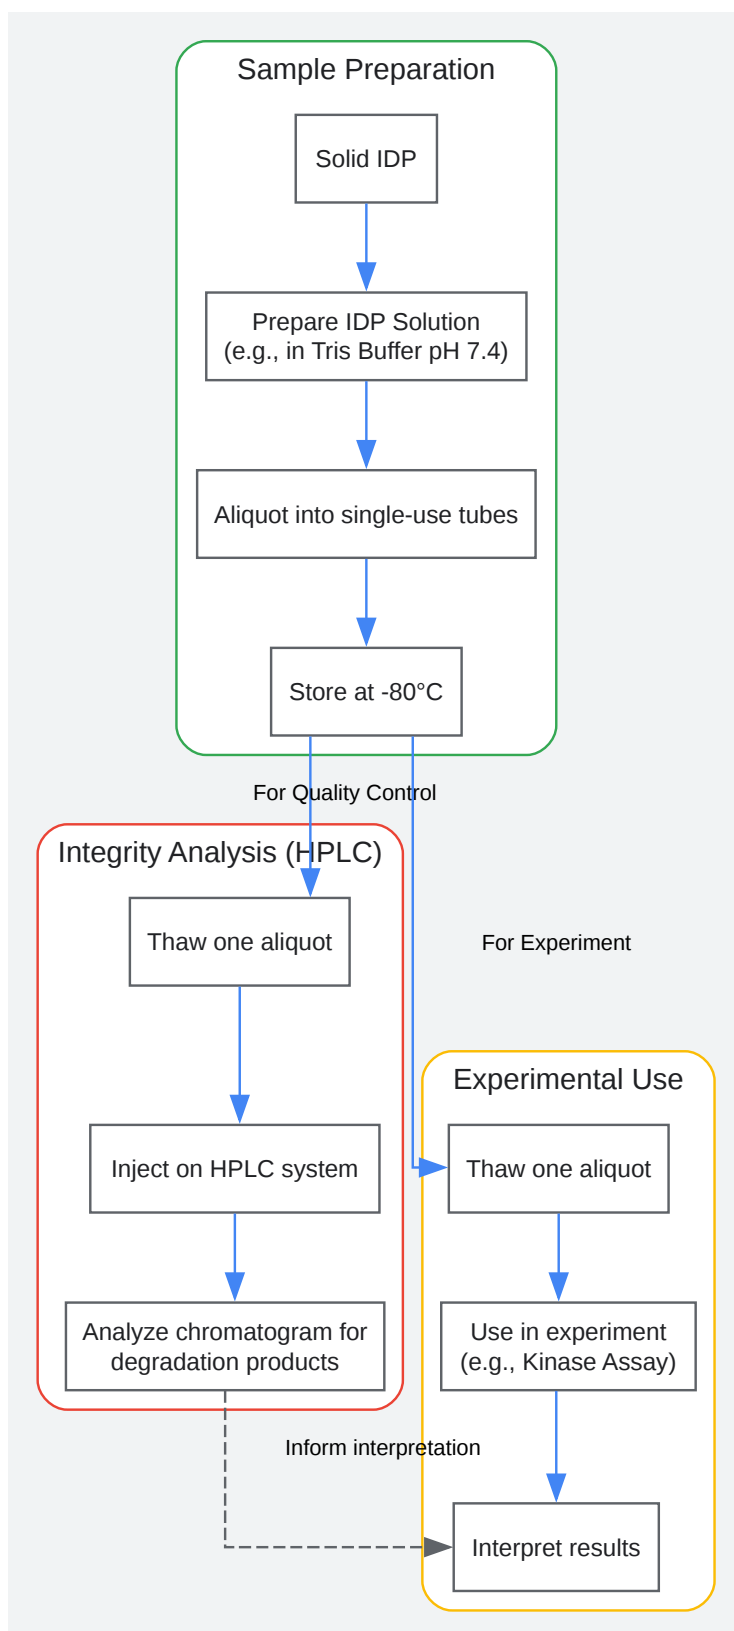 Sample Preparation
Solid IDP
Prepare IDP Solution
(e.g., in Tris Buffer pH 7.4)
Aliquot into single-use tubes
Store at -80°C
For Quality Control
Integrity Analysis (HPLC)
Thaw one aliquot
For Experiment
Experimental Use
Inject on HPLC system
Thaw one aliquot
Analyze chromatogram for
degradation products
Use in experiment
(e.g., Kinase Assay)
Inform interpretation
Interpret results